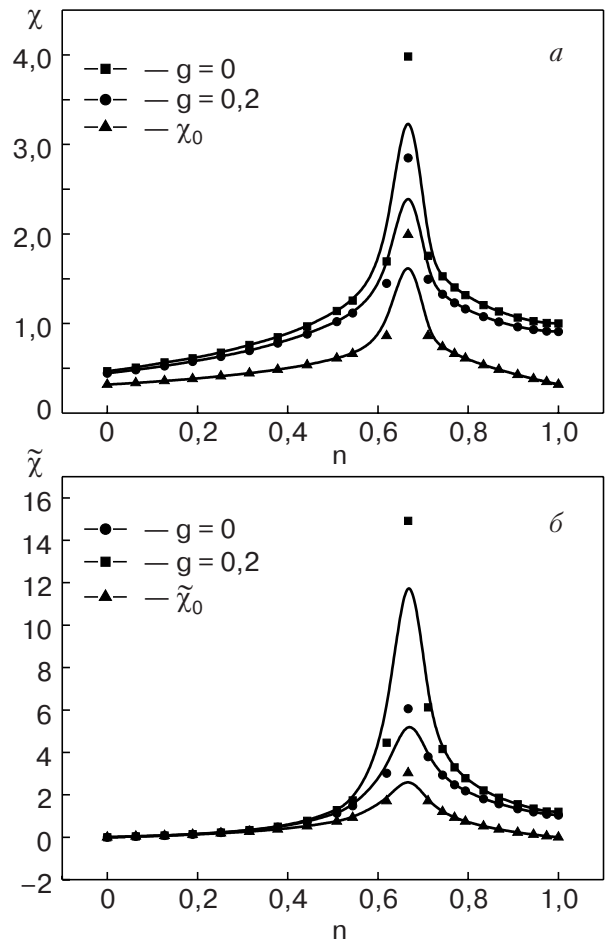 χ
а
4,0
— g = 0
— g = 0,2
— χ₀
3,0
2,0
1,0
0
0 0,2 0,4 0,6 0,8 1,0
n
χ̃
б
16
— g = 0
14
— g = 0,2
12
— χ̃₀
10
8
6
4
2
0
−2
0 0,2 0,4 0,6 0,8 1,0
n